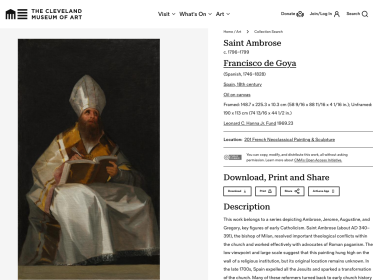 THE CLEVELAND
MUSEUM OF ART
Visit What's On Art
Donate Join/Log In Search
Home / Art > Collection Search
Saint Ambrose
c. 1796–1799
Francisco de Goya
(Spanish, 1746–1828)
Spain, 18th century
Oil on canvas
Framed: 148.7 x 225.3 x 10.3 cm (58 9/16 x 88 11/16 x 4 1/16 in.); Unframed:
190 x 113 cm (74 13/16 x 44 1/2 in.)
Leonard C. Hanna Jr. Fund 1969.23
Location: 201 French Neoclassical Painting & Sculpture
You can copy, modify, and distribute this work, all without asking
permission. Learn more about CMA's Open Access Initiative.
Download, Print and Share
Download Print Share
Description
This work belongs to a series depicting Ambrose, Jerome, Augustine, and
Gregory, key figures of early Catholicism. Saint Ambrose (about AD 340–
397), the bishop of Milan, resolved important theological conflicts within
the church and worked effectively with advocates of Roman paganism. The
low viewpoint and large scale suggest that this painting hung high on the
wall of a religious institution, but its original location remains unknown. In
the late 1700s, Spain expelled the Jesuits and sparked a transformation
of the church. Many of these reformers turned back to early church history